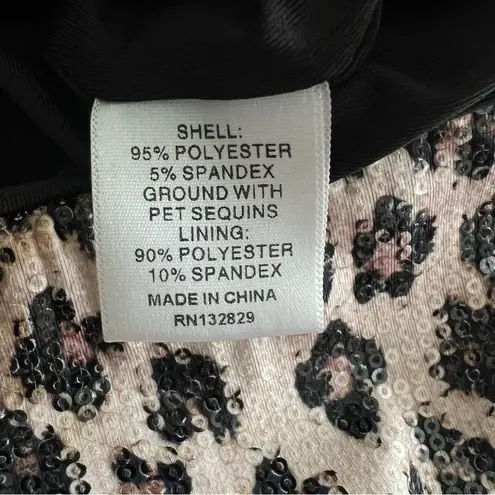 SHELL:
95% POLYESTER
5% SPANDEX
GROUND WITH
PET SEQUINS
LINING:
90% POLYESTER
10% SPANDEX
MADE IN CHINA
RN132829